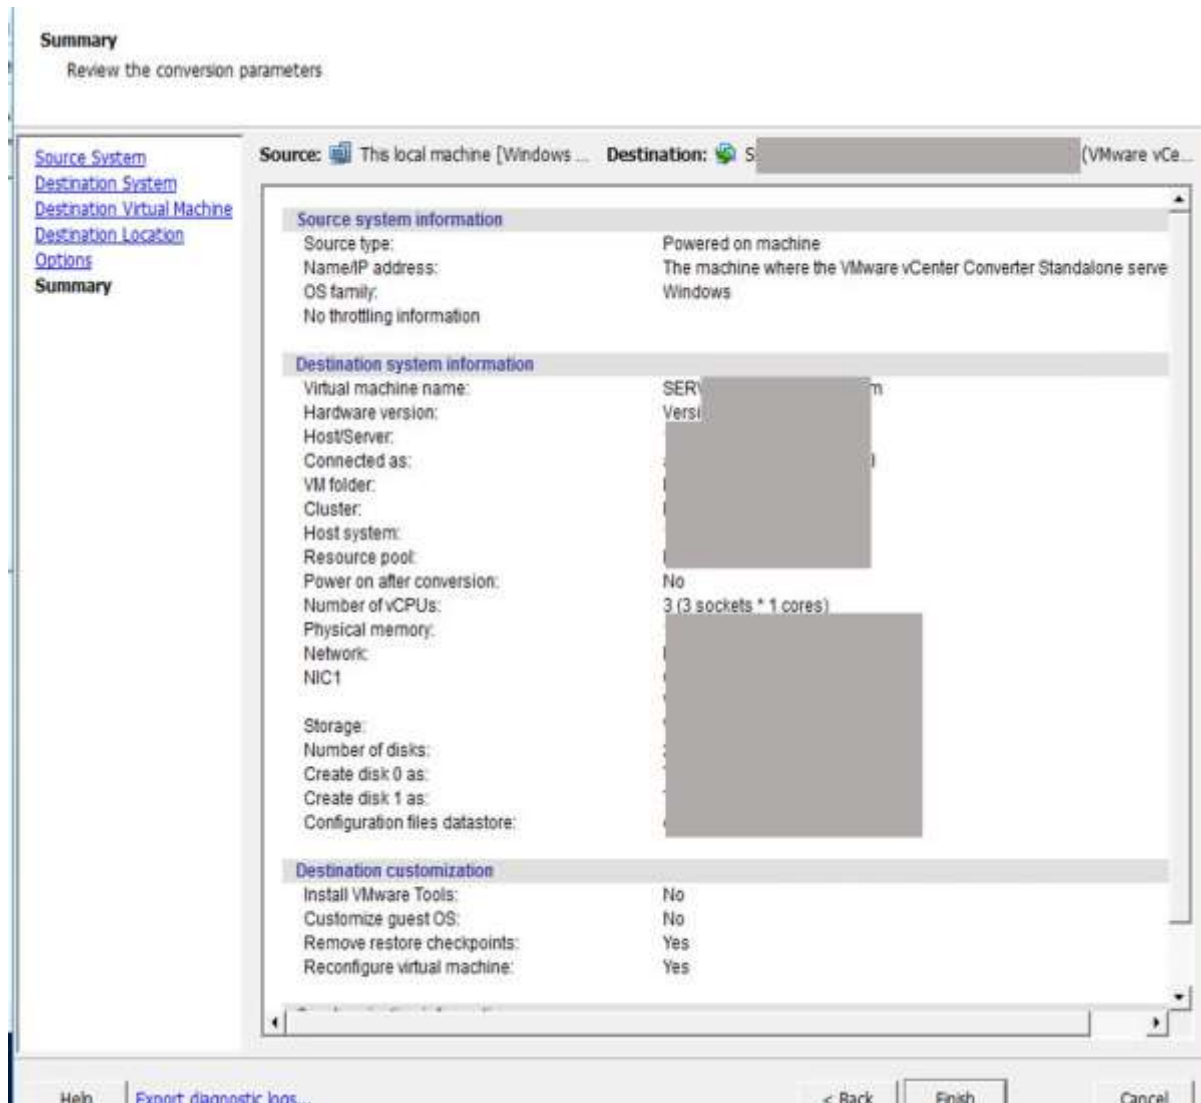 Summary
Review the conversion parameters
Source System
Destination System
Destination Virtual Machine
Destination Location
Options
Summary
Source: This local machine [Windows ... Destination: S (VMware vCe...
Source system information
Source type: Powered on machine
Name/IP address: The machine where the VMware vCenter Converter Standalone serve
OS family: Windows
No throttling information
Destination system information
Virtual machine name: SER
Hardware version: Versi
Host/Server:
Connected as:
VM folder:
Cluster:
Host system:
Resource pool:
Power on after conversion: No
Number of vCPUs: 3 (3 sockets * 1 cores)
Physical memory:
Network:
NIC1
Storage:
Number of disks:
Create disk 0 as:
Create disk 1 as:
Configuration files datastore:
Destination customization
Install VMware Tools: No
Customize guest OS: No
Remove restore checkpoints: Yes
Reconfigure virtual machine: Yes
Help Export diagnostic logs... < Back Finish Cancel